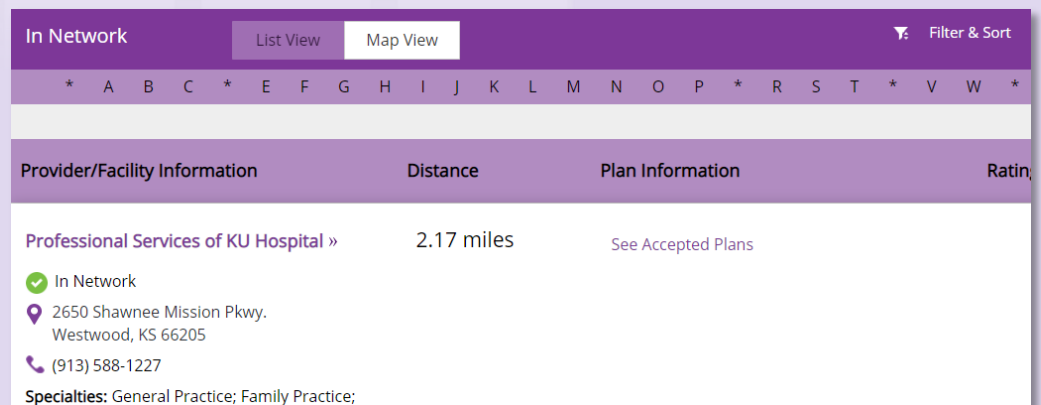 In Network List View Map View Filter & Sort
* A B C * E F G H I J K L M N O P * R S T * V W *
Provider/Facility Information Distance Plan Information Rating
Professional Services of KU Hospital » 2.17 miles See Accepted Plans
In Network
2650 Shawnee Mission Pkwy.
Westwood, KS 66205
(913) 588-1227
Specialties: General Practice; Family Practice;